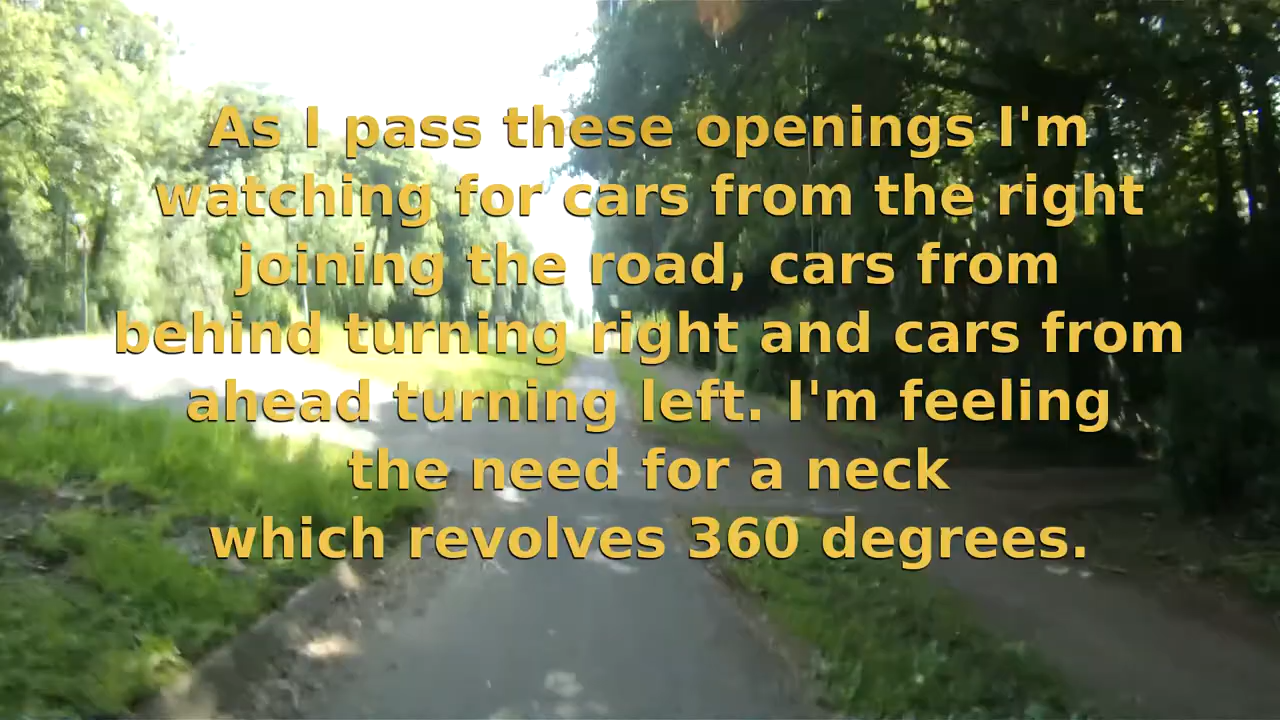 As I pass these openings I'm
watching for cars from the right
joining the road, cars from
behind turning right and cars from
ahead turning left. I'm feeling
the need for a neck
which revolves 360 degrees.